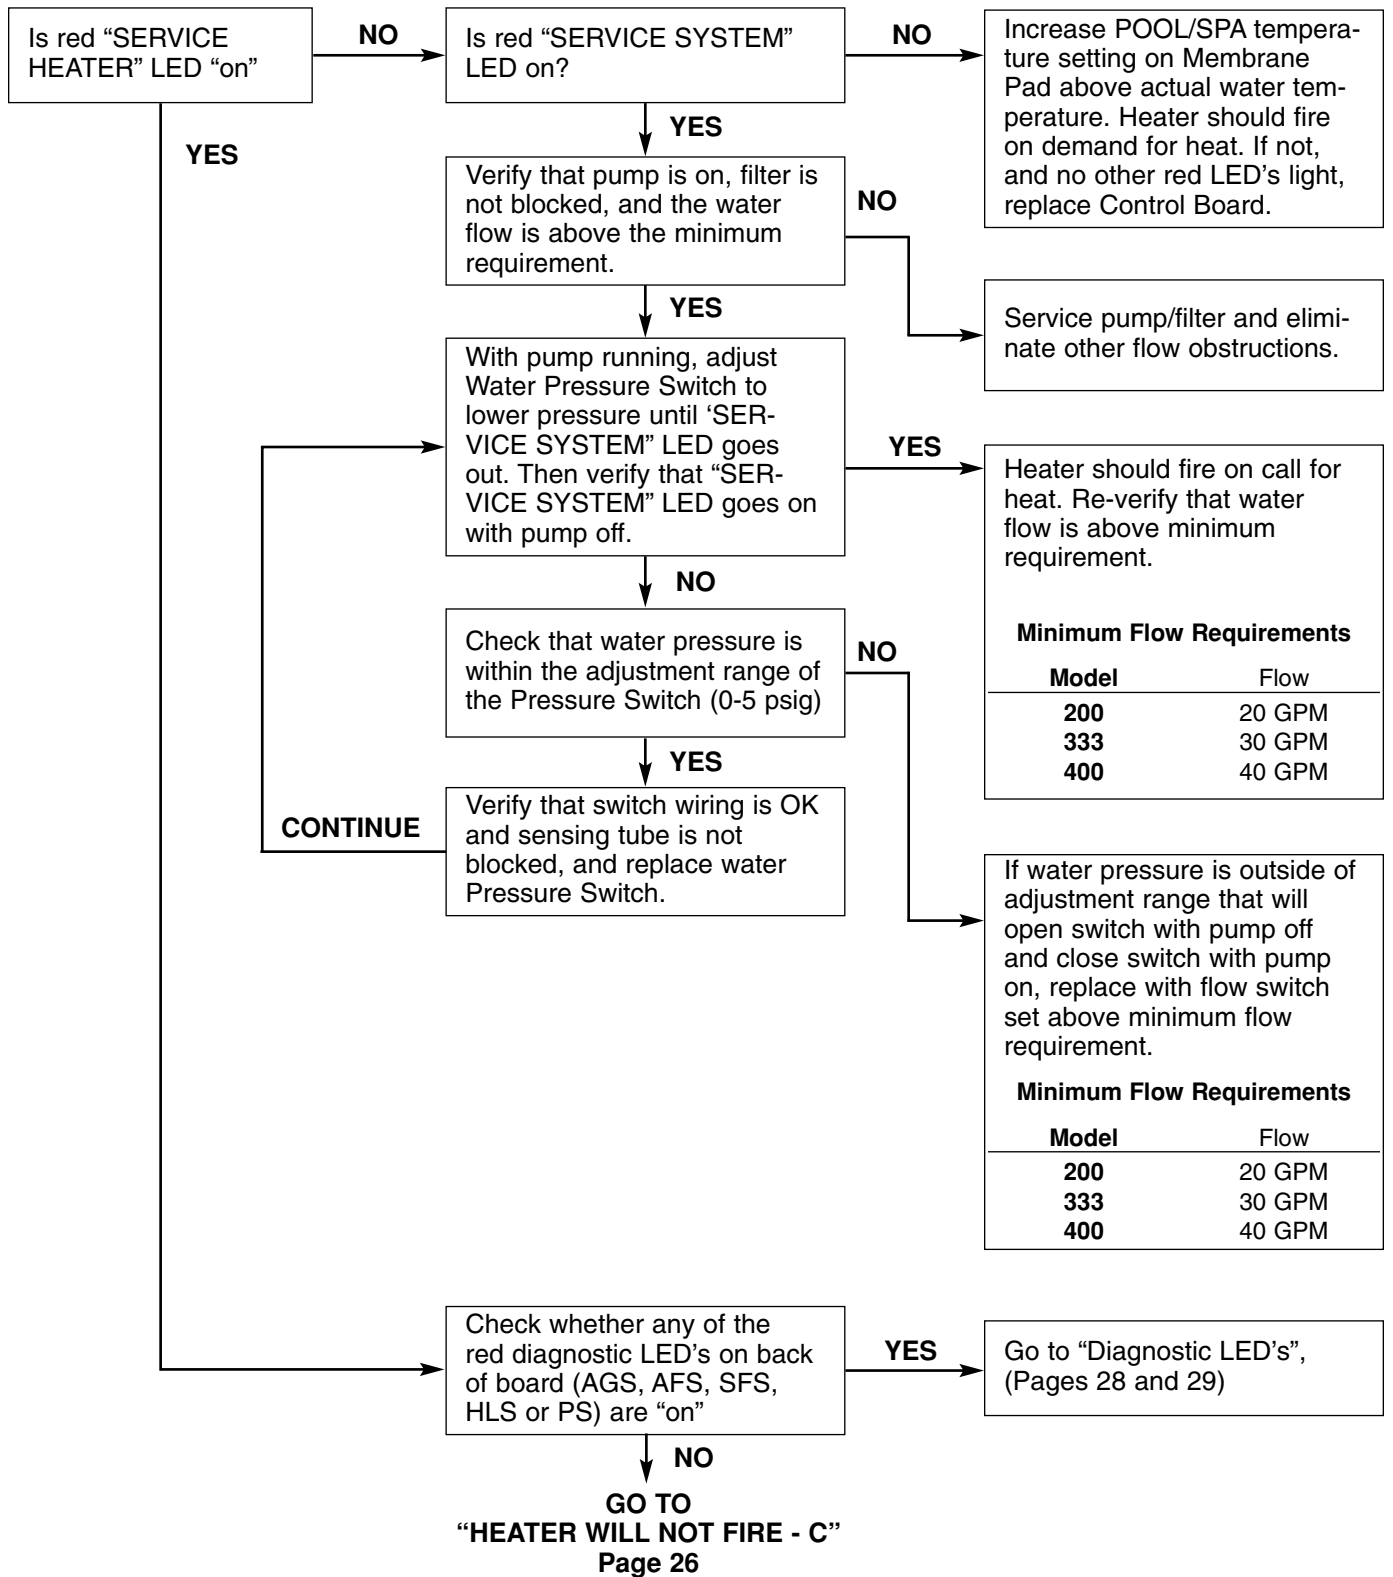 Is red “SERVICE
HEATER” LED “on”
NO
Is red “SERVICE SYSTEM”
LED on?
NO
Increase POOL/SPA tempera-
ture setting on Membrane
Pad above actual water tem-
perature. Heater should fire
on demand for heat. If not,
and no other red LED's light,
replace Control Board.
YES
YES
Verify that pump is on, filter is
not blocked, and the water
flow is above the minimum
requirement.
NO
Service pump/filter and elimi-
nate other flow obstructions.
YES
With pump running, adjust
Water Pressure Switch to
lower pressure until ‘SER-
VICE SYSTEM” LED goes
out. Then verify that “SER-
VICE SYSTEM” LED goes on
with pump off.
YES
Heater should fire on call for
heat. Re-verify that water
flow is above minimum
requirement.
Minimum Flow Requirements
Model Flow
200 20 GPM
333 30 GPM
400 40 GPM
NO
Check that water pressure is
within the adjustment range of
the Pressure Switch (0-5 psig)
NO
YES
Verify that switch wiring is OK
and sensing tube is not
blocked, and replace water
Pressure Switch.
CONTINUE
If water pressure is outside of
adjustment range that will
open switch with pump off
and close switch with pump
on, replace with flow switch
set above minimum flow
requirement.
Minimum Flow Requirements
Model Flow
200 20 GPM
333 30 GPM
400 40 GPM
Check whether any of the
red diagnostic LED's on back
of board (AGS, AFS, SFS,
HLS or PS) are “on”
YES
Go to “Diagnostic LED's”,
(Pages 28 and 29)
NO
GO TO
“HEATER WILL NOT FIRE - C”
Page 26